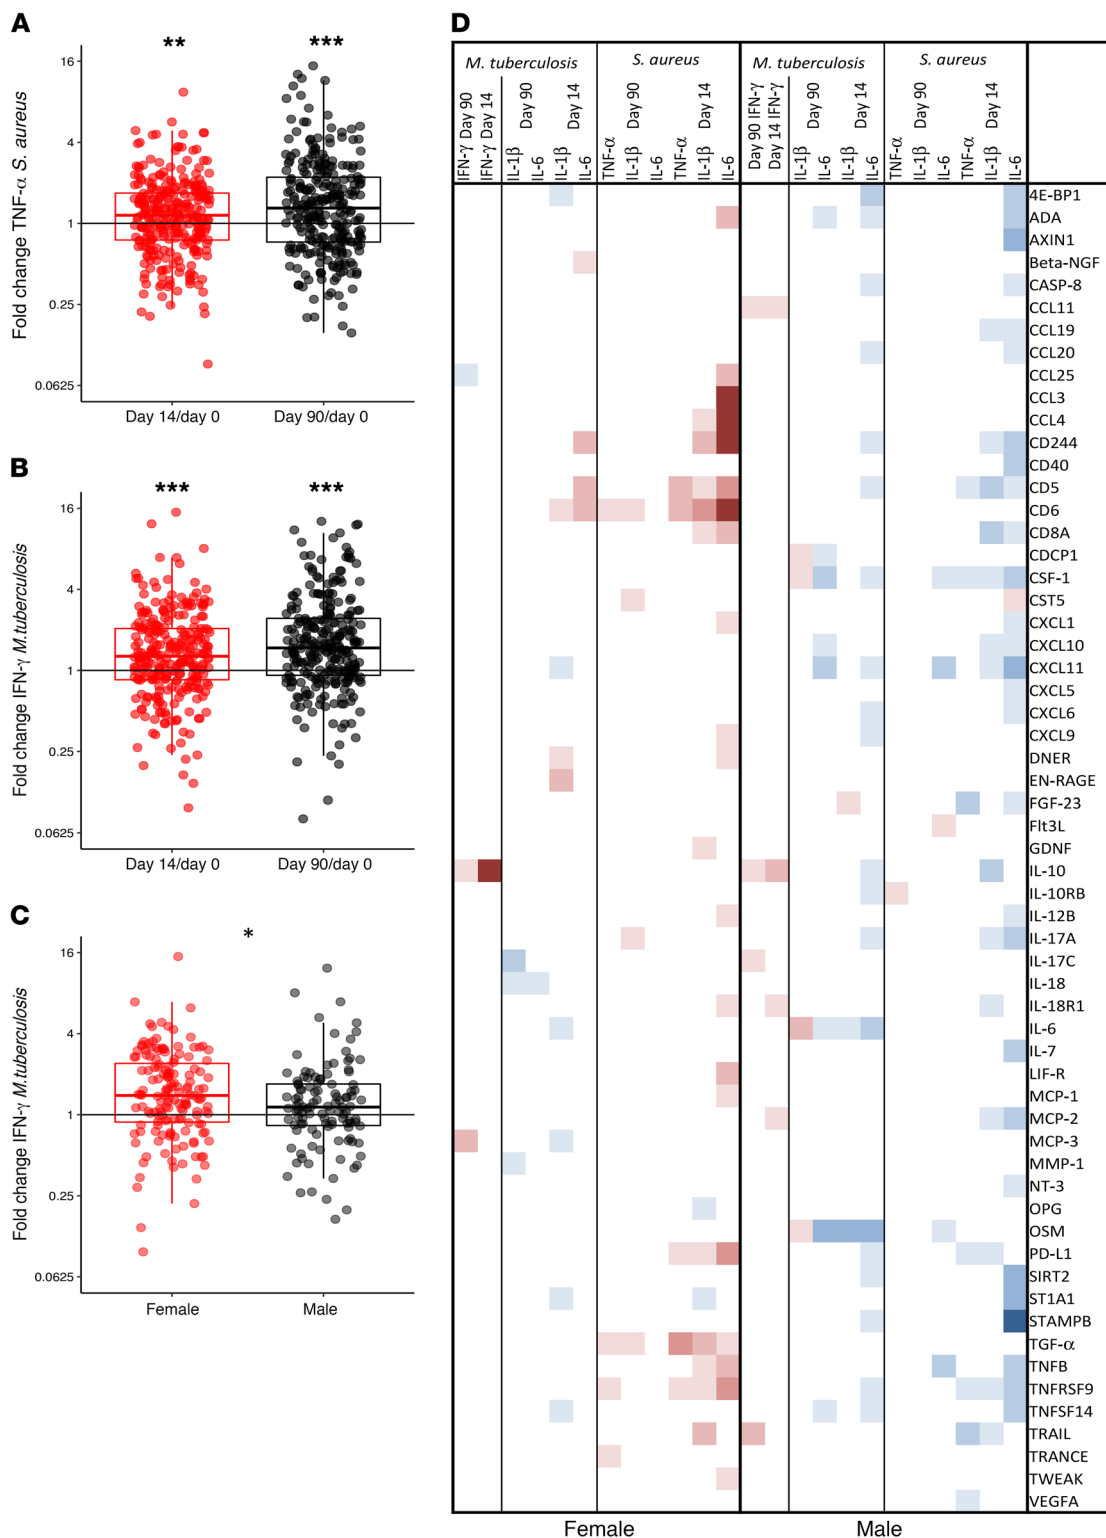 A
** ***
Fold change TNF-α S. aureus
16
4
1
0.25
0.0625
Day 14/day 0 Day 90/day 0
B
*** ***
Fold change IFN-γ M.tuberculosis
16
4
1
0.25
0.0625
Day 14/day 0 Day 90/day 0
C
*
Fold change IFN-γ M.tuberculosis
16
4
1
0.25
0.0625
Female Male
D
M. tuberculosis S. aureus M. tuberculosis S. aureus
Day 90 Day 14 Day 90 Day 14 Day 90 Day 14 Day 90 Day 14
IFN-γ Day 90 IFN-γ Day 14 IL-1β IL-6 IL-1β IL-6 TNF-α IL-1β IL-6 TNF-α IL-1β IL-6 Day 90 IFN-γ Day 14 IFN-γ IL-1β IL-6 IL-1β IL-6 TNF-α IL-1β IL-6 TNF-α IL-1β IL-6
4E-BP1
ADA
AXIN1
Beta-NGF
CASP-8
CCL11
CCL19
CCL20
CCL25
CCL3
CCL4
CD244
CD40
CD5
CD6
CD8A
CDCP1
CSF-1
CST5
CXCL1
CXCL10
CXCL11
CXCL5
CXCL6
CXCL9
DNER
EN-RAGE
FGF-23
Flt3L
GDNF
IL-10
IL-10RB
IL-12B
IL-17A
IL-17C
IL-18
IL-18R1
IL-6
IL-7
LIF-R
MCP-1
MCP-2
MCP-3
MMP-1
NT-3
OPG
OSM
PD-L1
SIRT2
ST1A1
STAMPB
TGF-α
TNFB
TNFRSF9
TNFSF14
TRAIL
TRANCE
TWEAK
VEGFA
Female Male